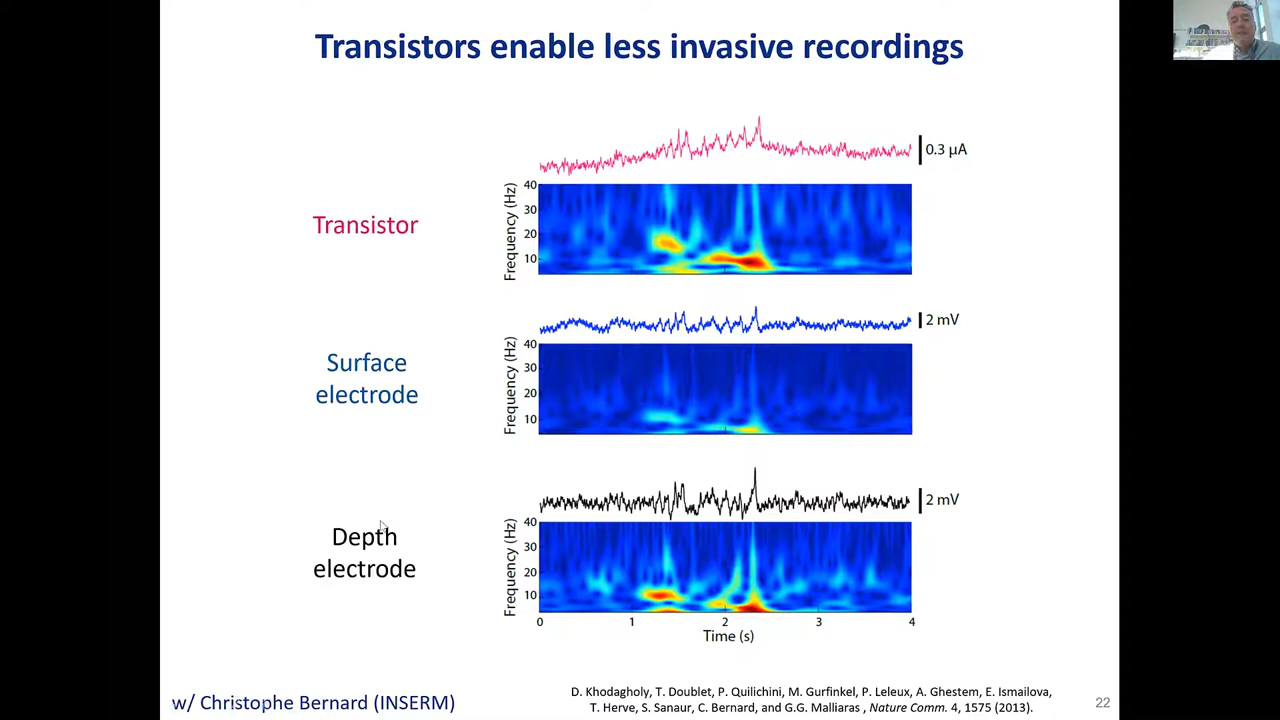 Transistors enable less invasive recordings
0.3 µA
Transistor
Frequency (Hz)
40
30
20
10
2 mV
Surface
electrode
Frequency (Hz)
40
30
20
10
2 mV
Depth
electrode
Frequency (Hz)
40
30
20
10
0 1 2 3 4
Time (s)
w/ Christophe Bernard (INSERM)
D. Khodagholy, T. Doublet, P. Quilichini, M. Gurfinkel, P. Leleux, A. Ghestem, E. Ismailova,
T. Herve, S. Sanaur, C. Bernard, and G.G. Malliaras , Nature Comm. 4, 1575 (2013).
22